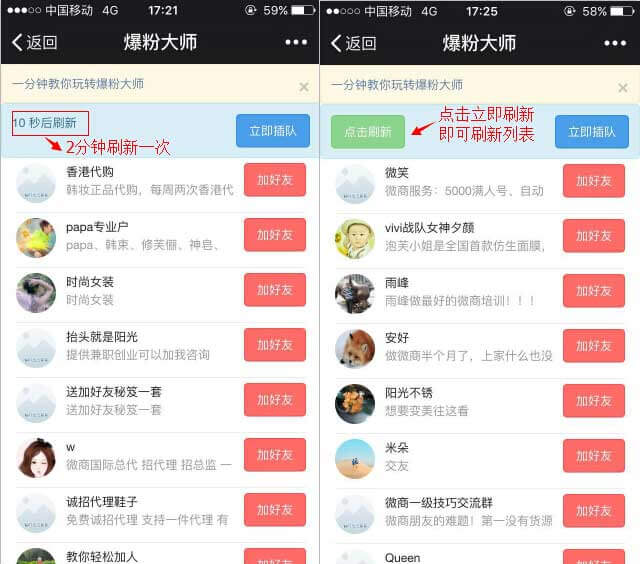 中国移动 4G 17:21 59%
返回 爆粉大师
一分钟教你玩转爆粉大师 ×
10 秒后刷新
立即插队
2分钟刷新一次
香港代购
韩妆正品代购，每周两次香港代
加好友
papa专业户
papa、韩束、修芙俪、神皂、
加好友
时尚女装
时尚女装
加好友
抬头就是阳光
提供兼职创业可以加我咨询
加好友
送加好友秘笈一套
送加好友秘笈一套
加好友
w
微商国际总代 招代理 招总监 一
加好友
诚招代理鞋子
免费诚招代理 支持一件代理 有
加好友
教你轻松加人
中国移动 4G 17:25 58%
返回 爆粉大师
一分钟教你玩转爆粉大师 ×
点击刷新
点击立即刷新
即可刷新列表
立即插队
微笑
微商服务：5000满人号、自动
加好友
vivi战队女神夕颜
泡芙小姐是全国首款仿生面膜，
加好友
雨峰
雨峰做最好的微商培训！！！
加好友
安好
做微商半个月了，上家什么也没
加好友
阳光不锈
想要变美往这看
加好友
米朵
交友
加好友
微商一级技巧交流群
微商朋友的难题！第一没有货源
加好友
Queen